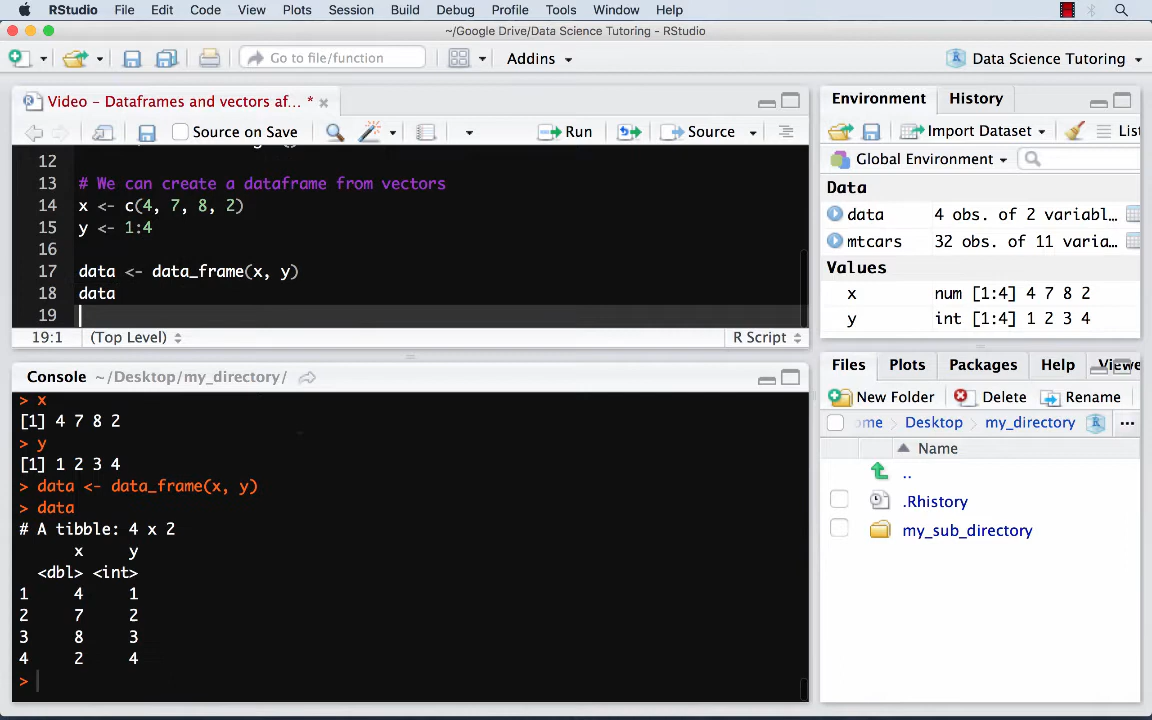 RStudio File Edit Code View Plots Session Build Debug Profile Tools Window Help
~/Google Drive/Data Science Tutoring - RStudio
Go to file/function Addins Data Science Tutoring
Video - Dataframes and vectors af... *
Source on Save Run Source
12
13 # We can create a dataframe from vectors
14 x <- c(4, 7, 8, 2)
15 y <- 1:4
16
17 data <- data_frame(x, y)
18 data
19
19:1 (Top Level) R Script
Console ~/Desktop/my_directory/
> x
[1] 4 7 8 2
> y
[1] 1 2 3 4
> data <- data_frame(x, y)
> data
# A tibble: 4 x 2
x y
<dbl> <int>
1 4 1
2 7 2
3 8 3
4 2 4
>
Environment History
Import Dataset Lis
Global Environment
Data
data 4 obs. of 2 variabl...
mtcars 32 obs. of 11 varia...
Values
x num [1:4] 4 7 8 2
y int [1:4] 1 2 3 4
Files Plots Packages Help Viewe
New Folder Delete Rename
ome Desktop my_directory ...
Name
..
.Rhistory
my_sub_directory